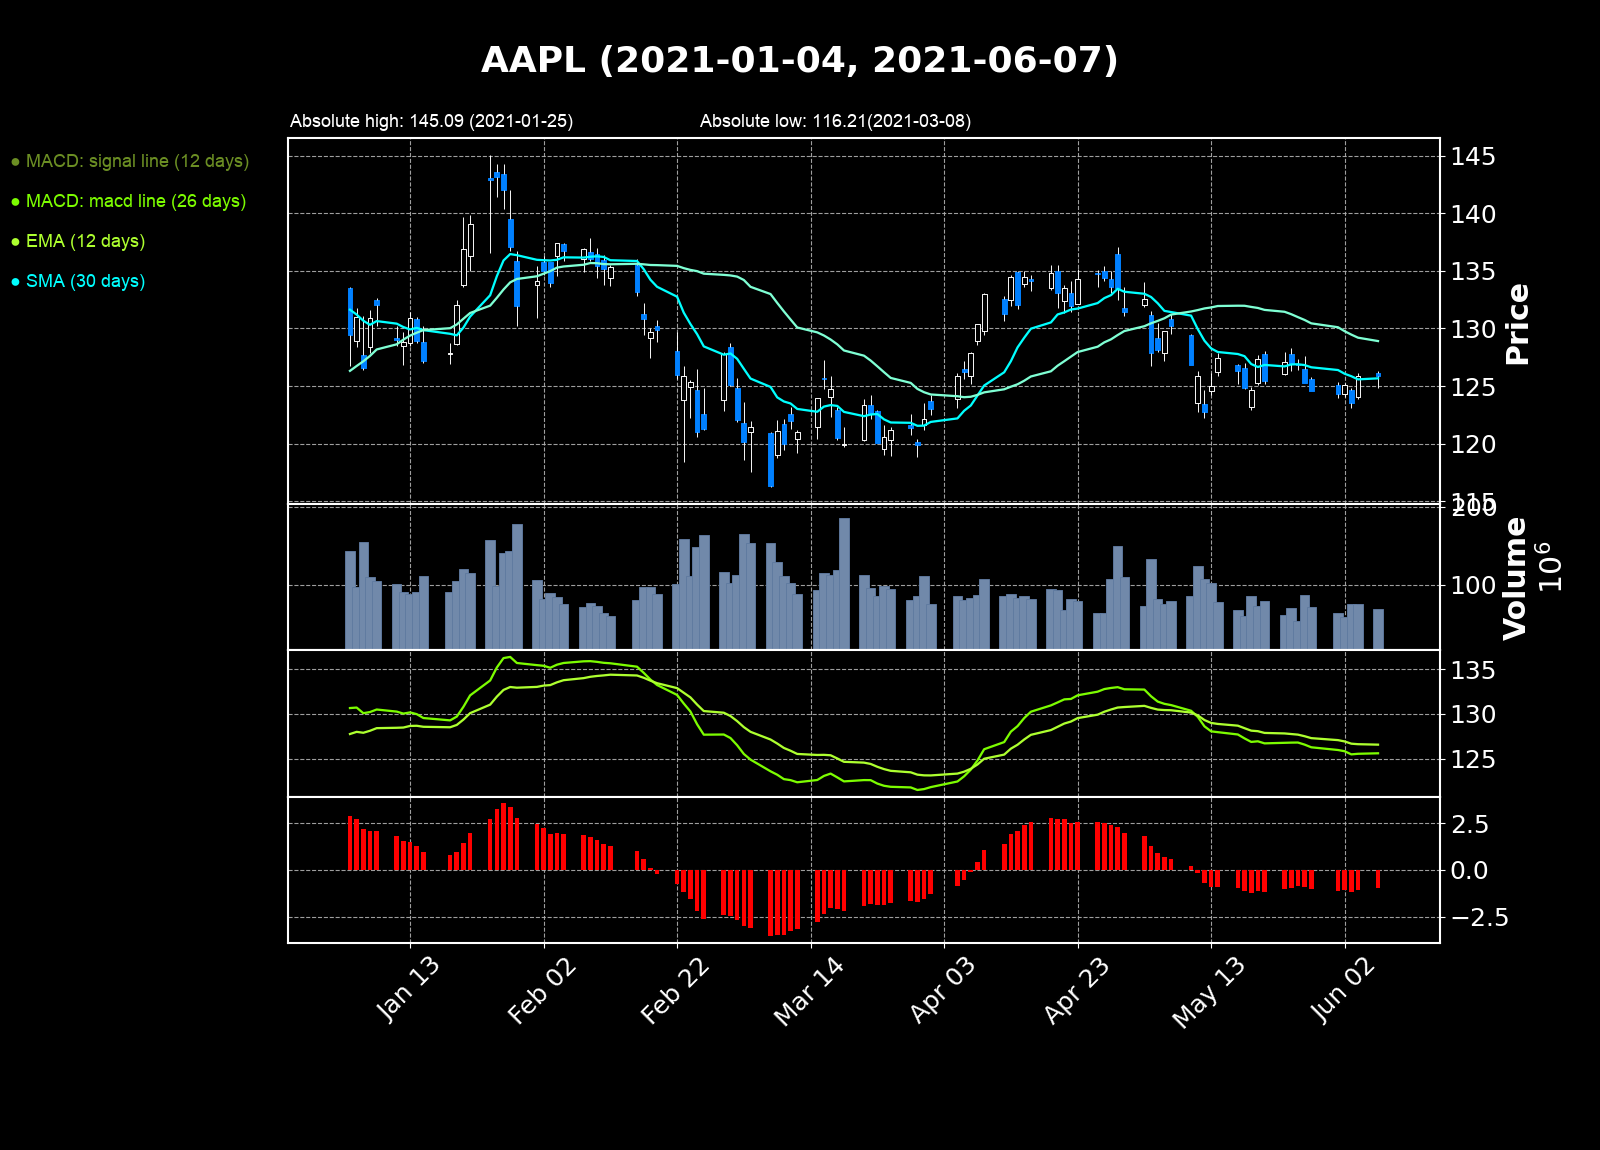 AAPL (2021-01-04, 2021-06-07)
Absolute high: 145.09 (2021-01-25)
Absolute low: 116.21(2021-03-08)
● MACD: signal line (12 days)
● MACD: macd line (26 days)
● EMA (12 days)
● SMA (30 days)
145
140
135
130
125
120
115
Price
200
100
Volume
10⁶
135
130
125
2.5
0.0
−2.5
Jan 13
Feb 02
Feb 22
Mar 14
Apr 03
Apr 23
May 13
Jun 02